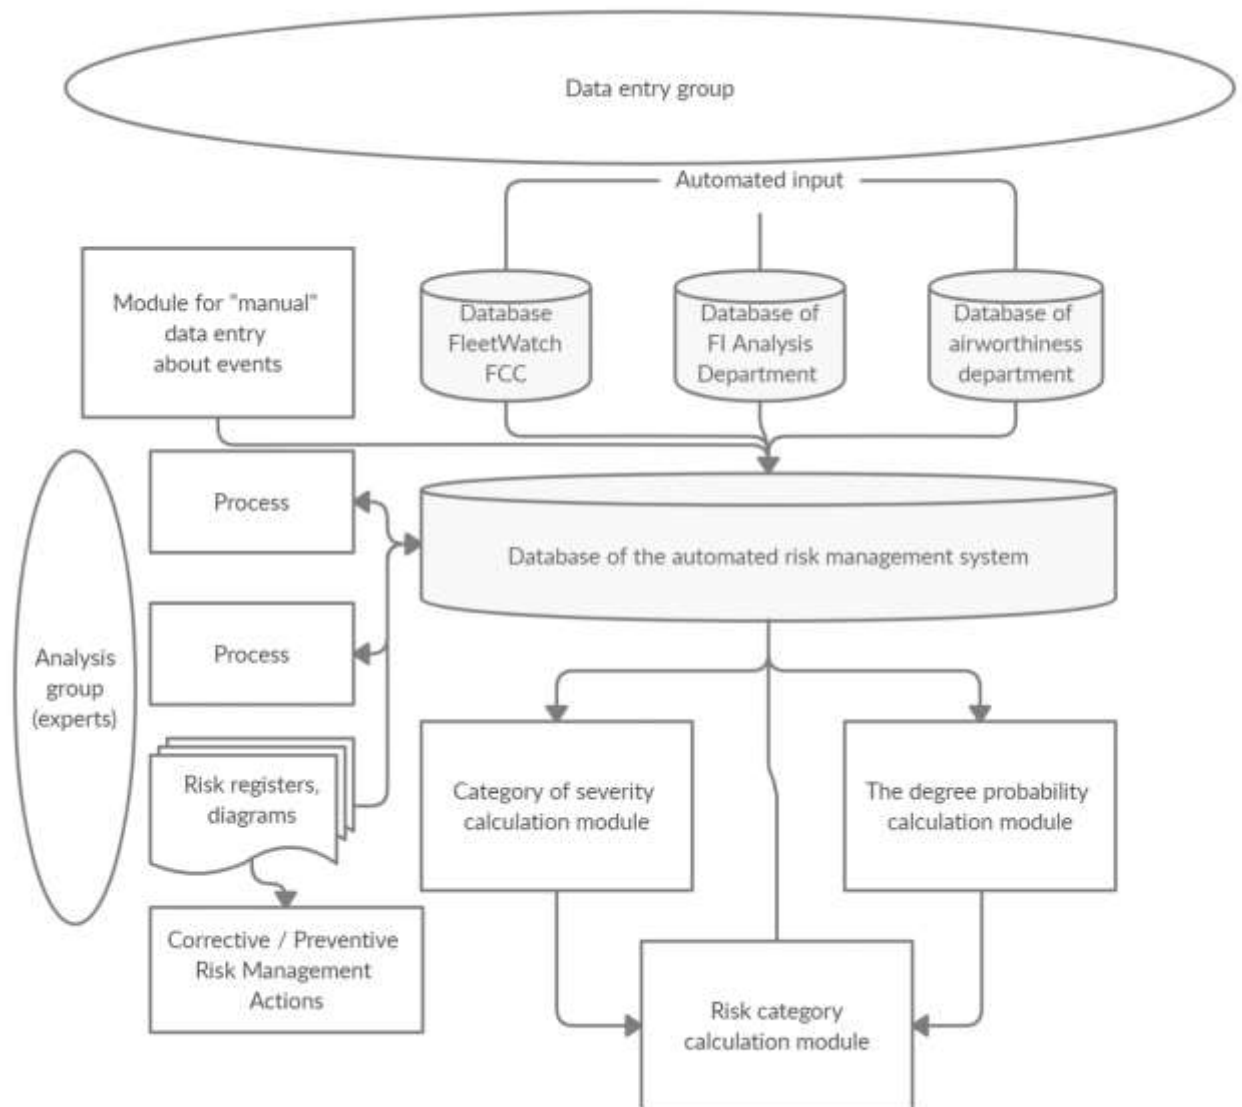 Data entry group
Automated input
Module for "manual"
data entry
about events
Database
FleetWatch
FCC
Database of
FI Analysis
Department
Database of
airworthiness
department
Process
Database of the automated risk management system
Process
Analysis
group
(experts)
Risk registers,
diagrams
Category of severity
calculation module
The degree probability
calculation module
Corrective / Preventive
Risk Management
Actions
Risk category
calculation module